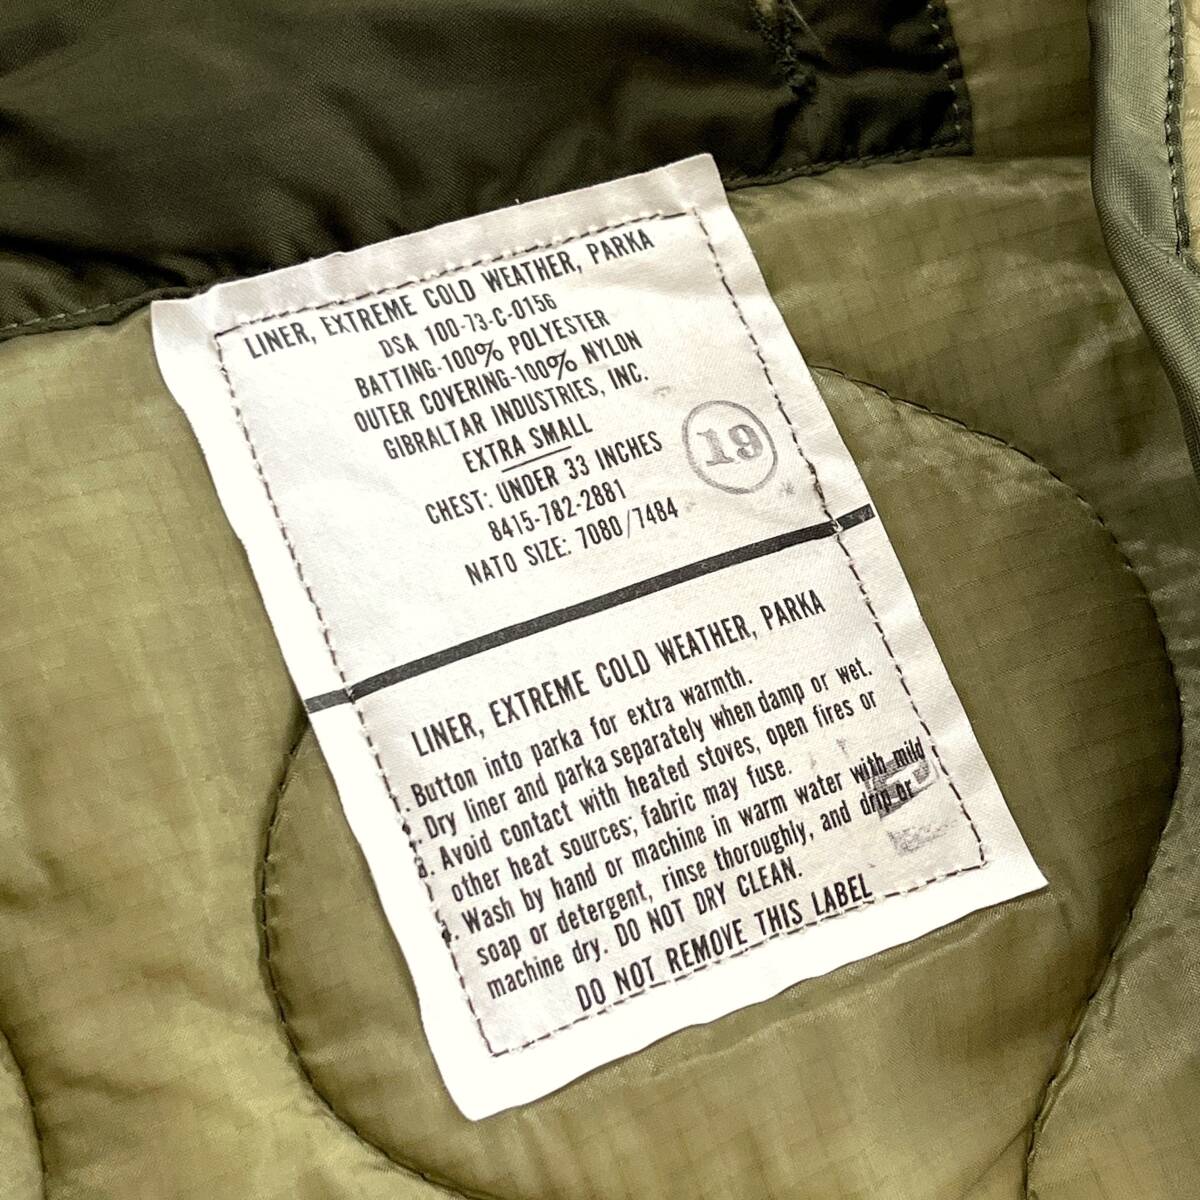 LINER, EXTREME COLD WEATHER, PARKA
DSA 100-73-C-0156
BATTING-100% POLYESTER
OUTER COVERING-100% NYLON
GIBRALTAR INDUSTRIES, INC.
EXTRA SMALL
CHEST: UNDER 33 INCHES
8415-782-2881
NATO SIZE: 7080/7484
19
LINER, EXTREME COLD WEATHER, PARKA
Button into parka for extra warmth.
Dry liner and parka separately when damp or wet.
Avoid contact with heated stoves, open fires or
other heat sources; fabric may fuse.
Wash by hand or machine in warm water with mild
soap or detergent, rinse thoroughly, and drip or
machine dry. DO NOT DRY CLEAN.
DO NOT REMOVE THIS LABEL